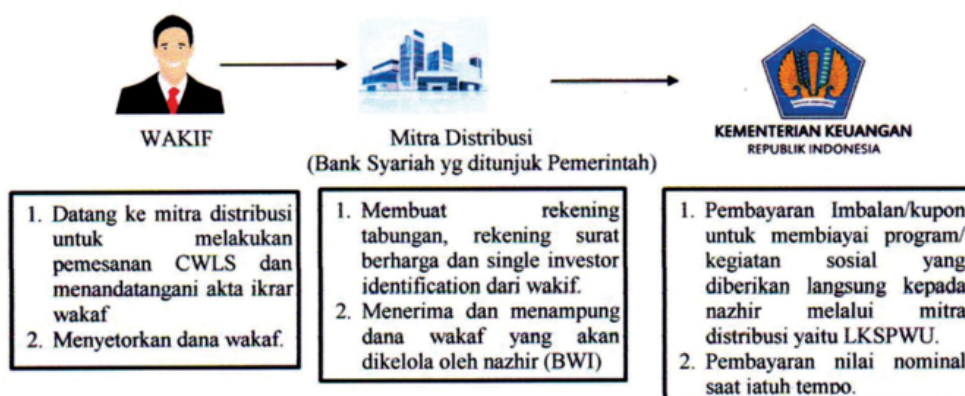 WAKIF
Mitra Distribusi
(Bank Syariah yg ditunjuk Pemerintah)
KEMENTERIAN KEUANGAN
REPUBLIK INDONESIA
1. Datang ke mitra distribusi
untuk melakukan
pemesanan CWLS dan
menandatangani akta ikrar
wakaf
2. Menyetorkan dana wakaf.
1. Membuat rekening
tabungan, rekening surat
berharga dan single investor
identification dari wakif.
2. Menerima dan menampung
dana wakaf yang akan
dikelola oleh nazhir (BWI)
1. Pembayaran Imbalan/kupon
untuk membiayai program/
kegiatan sosial yang
diberikan langsung kepada
nazhir melalui mitra
distribusi yaitu LKSPWU.
2. Pembayaran nilai nominal
saat jatuh tempo.